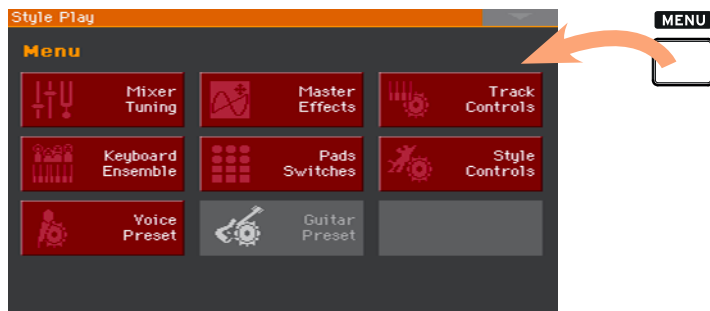 Style Play
MENU
Menu
Mixer
Tuning
Master
Effects
Track
Controls
Keyboard
Ensemble
Pads
Switches
Style
Controls
Voice
Preset
Guitar
Preset